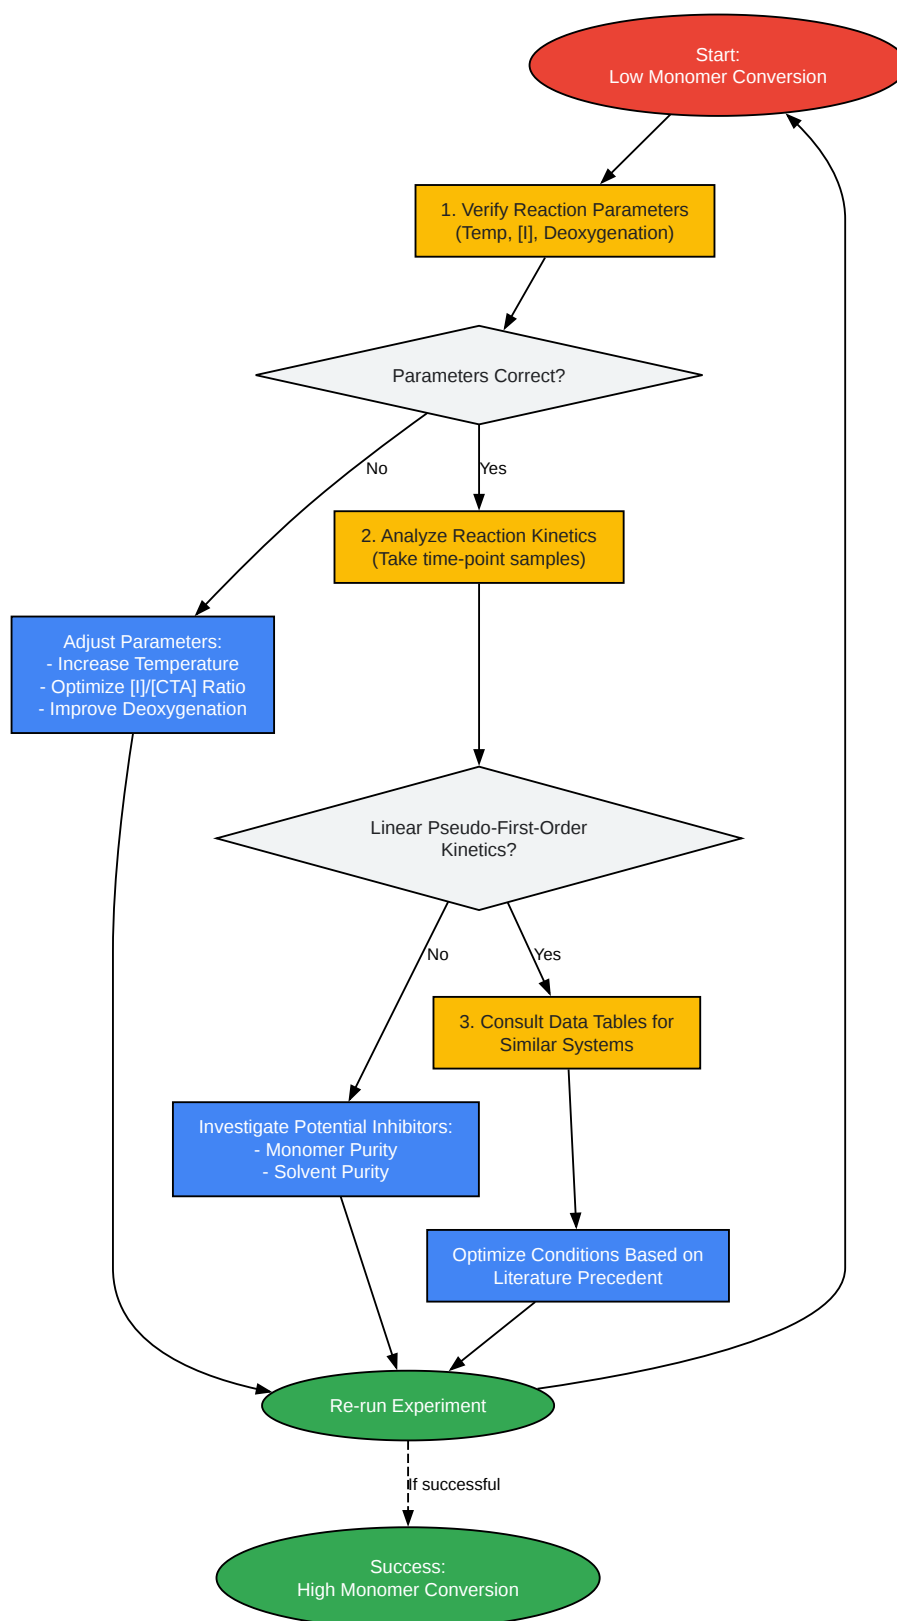 Start:
Low Monomer Conversion
1. Verify Reaction Parameters
(Temp, [I], Deoxygenation)
Parameters Correct?
No
Yes
2. Analyze Reaction Kinetics
(Take time-point samples)
Adjust Parameters:
- Increase Temperature
- Optimize [I]/[CTA] Ratio
- Improve Deoxygenation
Linear Pseudo-First-Order
Kinetics?
No
Yes
3. Consult Data Tables for
Similar Systems
Investigate Potential Inhibitors:
- Monomer Purity
- Solvent Purity
Optimize Conditions Based on
Literature Precedent
Re-run Experiment
If successful
Success:
High Monomer Conversion